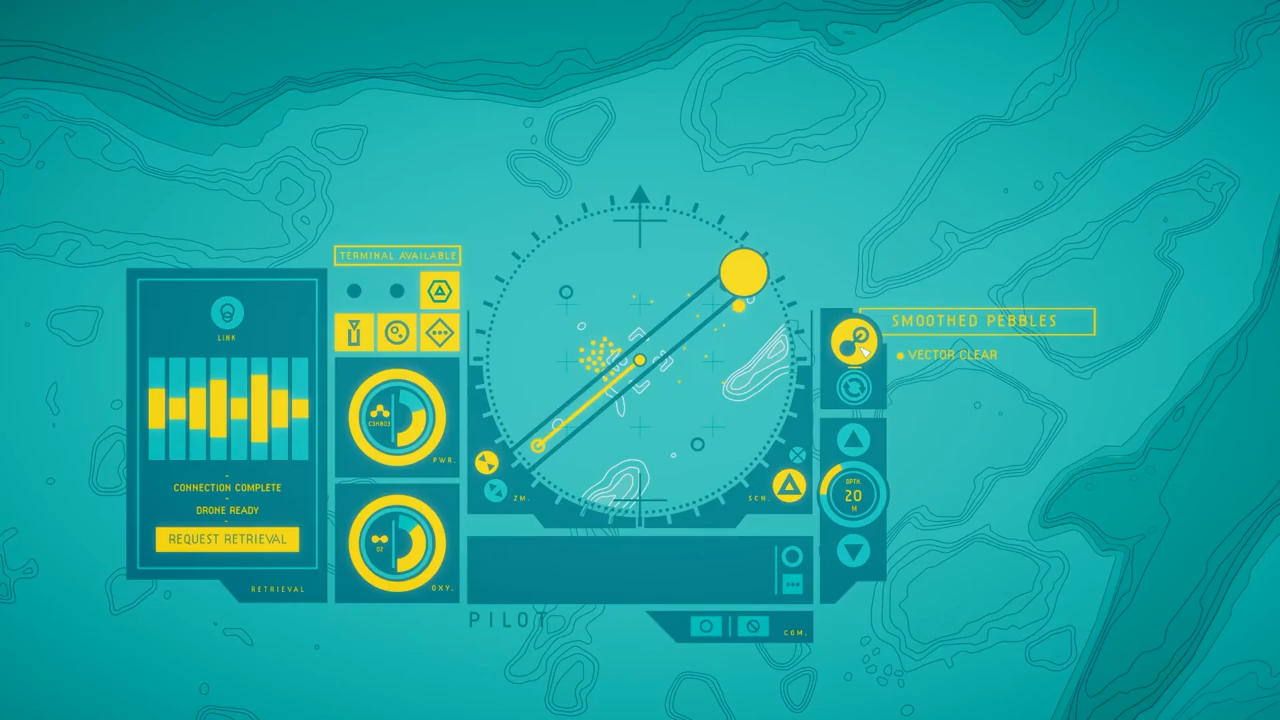 TERMINAL AVAILABLE
LINK
CONNECTION COMPLETE
-
DRONE READY
-
REQUEST RETRIEVAL
RETRIEVAL
PWR.
O2
OXY.
ZM.
SCN.
SMOOTHED PEBBLES
VECTOR CLEAR
DPTH.
20
M
PILOT
COM.